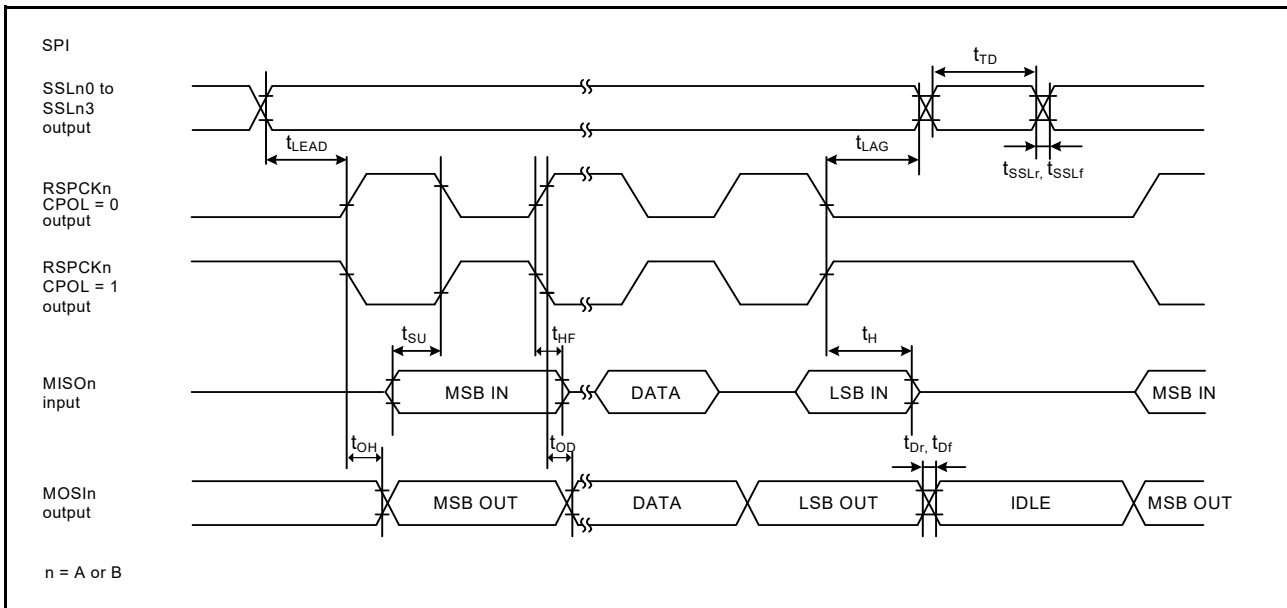 SPI
SSLn0 to
SSLn3
output
tTD
tLEAD
tLAG
tSSLr, tSSLf
RSPCKn
CPOL = 0
output
RSPCKn
CPOL = 1
output
tSU
tHF
tH
MISOn
input
MSB IN
DATA
LSB IN
MSB IN
tOH
tOD
tDr, tDf
MOSIn
output
MSB OUT
DATA
LSB OUT
IDLE
MSB OUT
n = A or B